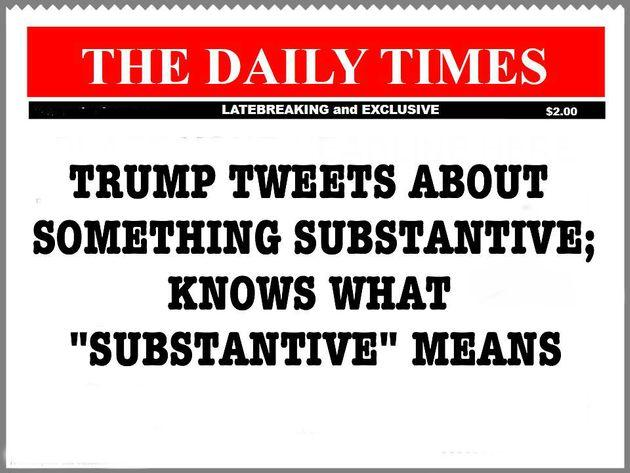 THE DAILY TIMES
LATEBREAKING and EXCLUSIVE $2.00
TRUMP TWEETS ABOUT
SOMETHING SUBSTANTIVE;
KNOWS WHAT
"SUBSTANTIVE" MEANS